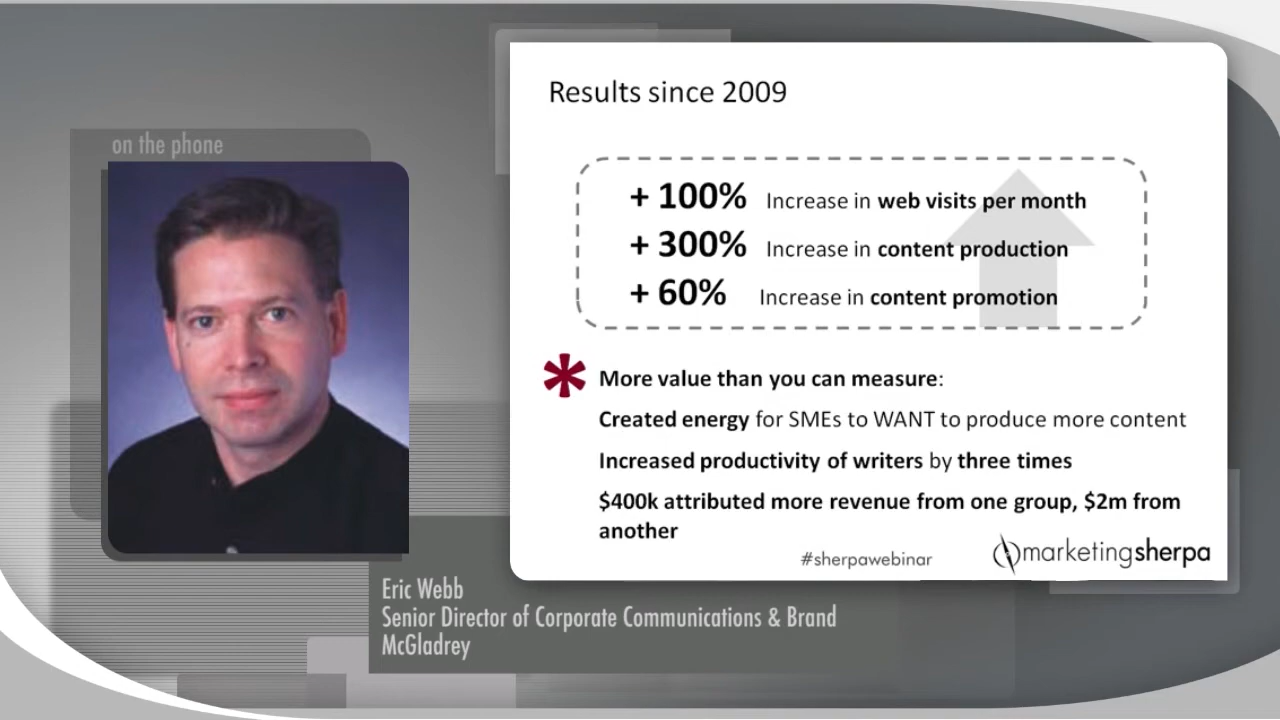 on the phone
Results since 2009
+ 100% Increase in web visits per month
+ 300% Increase in content production
+ 60% Increase in content promotion
* More value than you can measure:
Created energy for SMEs to WANT to produce more content
Increased productivity of writers by three times
$400k attributed more revenue from one group, $2m from
another
#sherpawebinar
marketingsherpa
Eric Webb
Senior Director of Corporate Communications & Brand
McGladrey